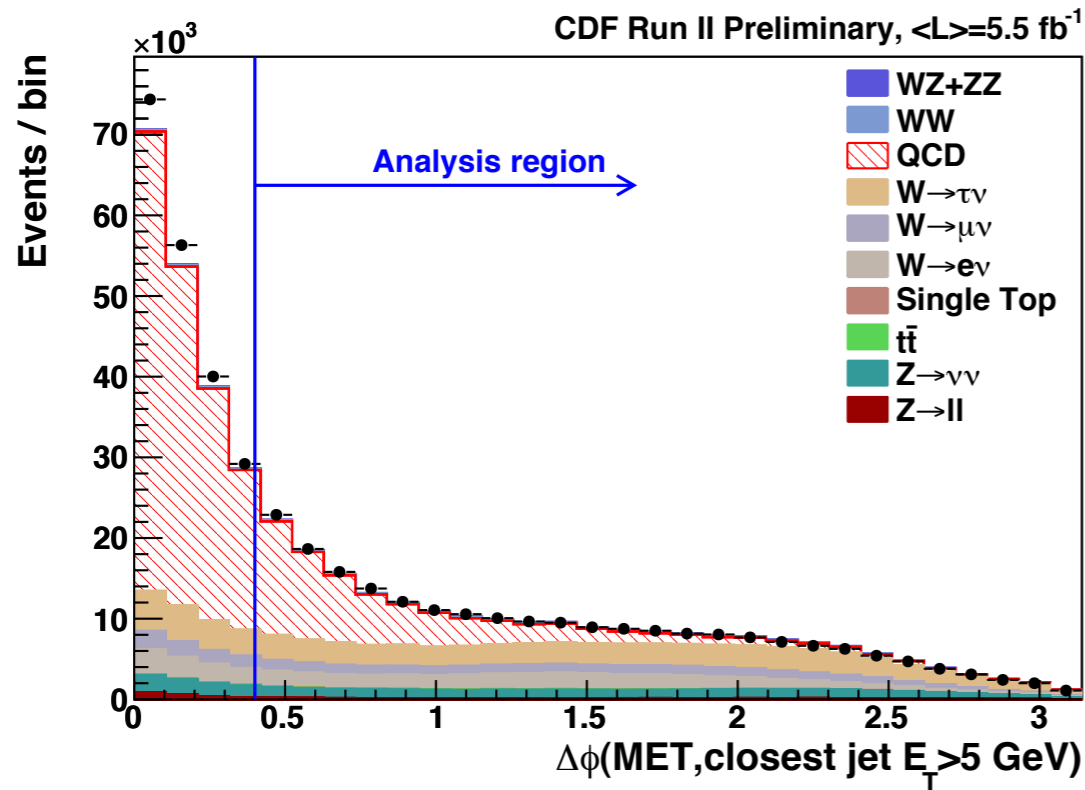 CDF Run II Preliminary, <L>=5.5 fb⁻¹
×10³
Events / bin
70
60
50
40
30
20
10
0
Analysis region
WZ+ZZ
WW
QCD
W→τν
W→μν
W→eν
Single Top
tt̄
Z→νν
Z→ll
0 0.5 1 1.5 2 2.5 3
Δϕ(MET,closest jet E_T>5 GeV)